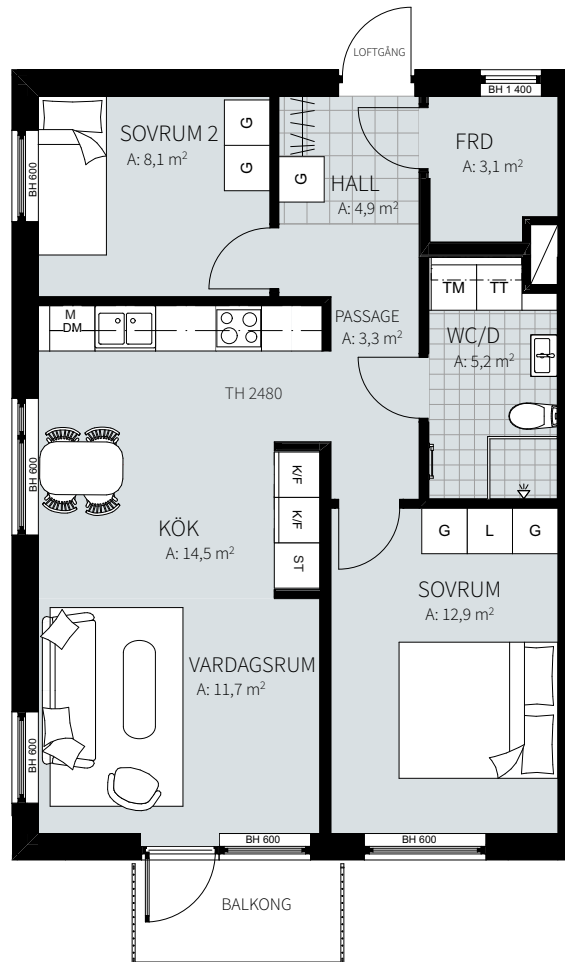 LOFTGÅNG
BH 1 400
SOVRUM 2
A: 8,1 m²
G
G
G
HALL
A: 4,9 m²
FRD
A: 3,1 m²
BH 600
TM
TT
M
DM
PASSAGE
A: 3,3 m²
WC/D
A: 5,2 m²
TH 2480
BH 600
K/F
K/F
ST
KÖK
A: 14,5 m²
G
L
G
SOVRUM
A: 12,9 m²
VARDAGSRUM
A: 11,7 m²
BH 600
BH 600
BH 600
BALKONG